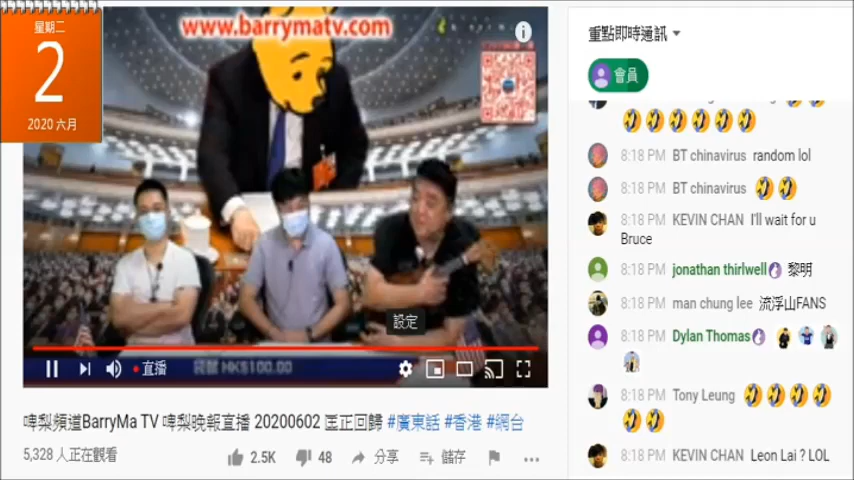 星期二
2
2020 六月
www.barrymatv.com
設定
直播
HK$100.00
啤梨頻道BarryMa TV 啤梨晚報直播 20200602 匡正回歸 #廣東話 #香港 #網台
5,328 人正在觀看
2.5K
48
分享
儲存
重點即時通訊
會員
8:18 PM BT chinavirus random lol
8:18 PM BT chinavirus
8:18 PM KEVIN CHAN I'll wait for u
Bruce
8:18 PM jonathan thirlwell 黎明
8:18 PM man chung lee 流浮山FANS
8:18 PM Dylan Thomas
8:18 PM Tony Leung
8:18 PM KEVIN CHAN Leon Lai ? LOL